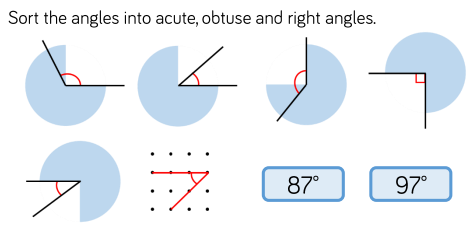 Sort the angles into acute, obtuse and right angles.
87°
97°